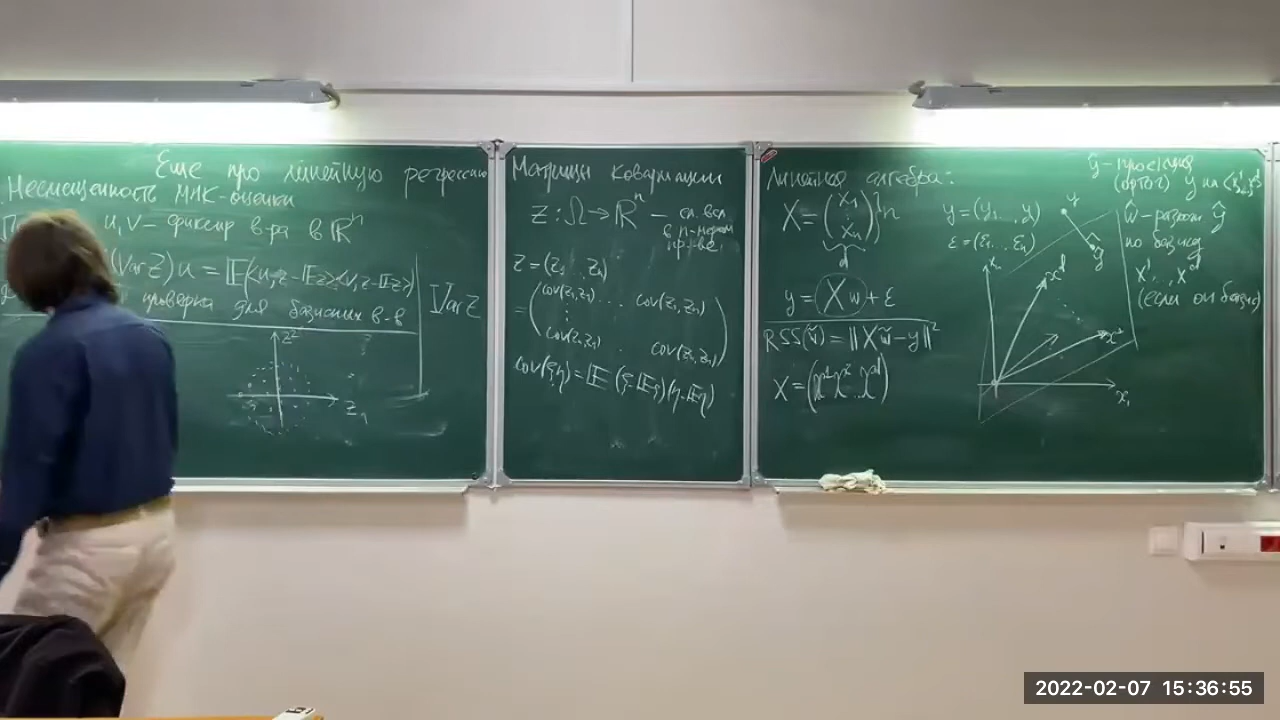 Еще про линейную регрессию
Несмещенность МНК-оценки
u, v – фиксир в-ра в ℝⁿ
(Var Z) u = 𝔼(<u, z - 𝔼z><v, z - 𝔼z>)
проверка для базисных в-в
Var Z
z²
z₁
Матрицы ковариации
Z : Ω → ℝⁿ – сл. вел.
в n-мерном
пр-ве.
Z = (z₁ ... zₙ)
= (cov(z₁, z₁) ... cov(z₁, zₙ)
⋮
cov(zₙ, z₁) . cov(zₙ, zₙ))
cov(ξ, η) = 𝔼 (ξ - 𝔼ξ)(η - 𝔼η)
Линейная алгебра:
X = (x₁ ⋮ xₙ) } n
d
y = (y₁ ... yₙ)
ε = (ε₁ ... εₙ)
y = Xw + ε
RSS(w̃) = ||Xw̃ - y||²
X = (x¹ x² ... xᵈ)
ŷ – проекция
(ортог) y на <x¹...xᵈ>
ŵ – разлож ŷ
по базису
x¹, ... xᵈ
(если он базис)
y
ŷ
xᵈ
x¹
x₁
2022-02-07 15:36:55